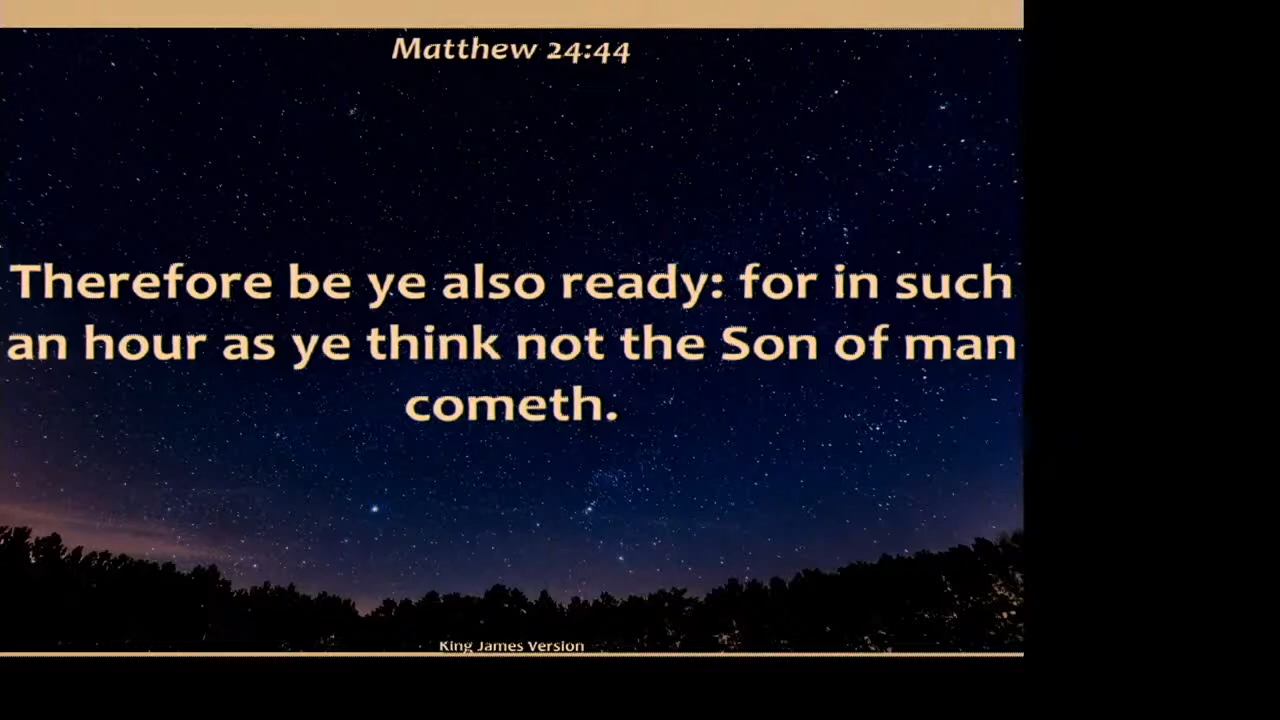 Matthew 24:44
Therefore be ye also ready: for in such
an hour as ye think not the Son of man
cometh.
King James Version